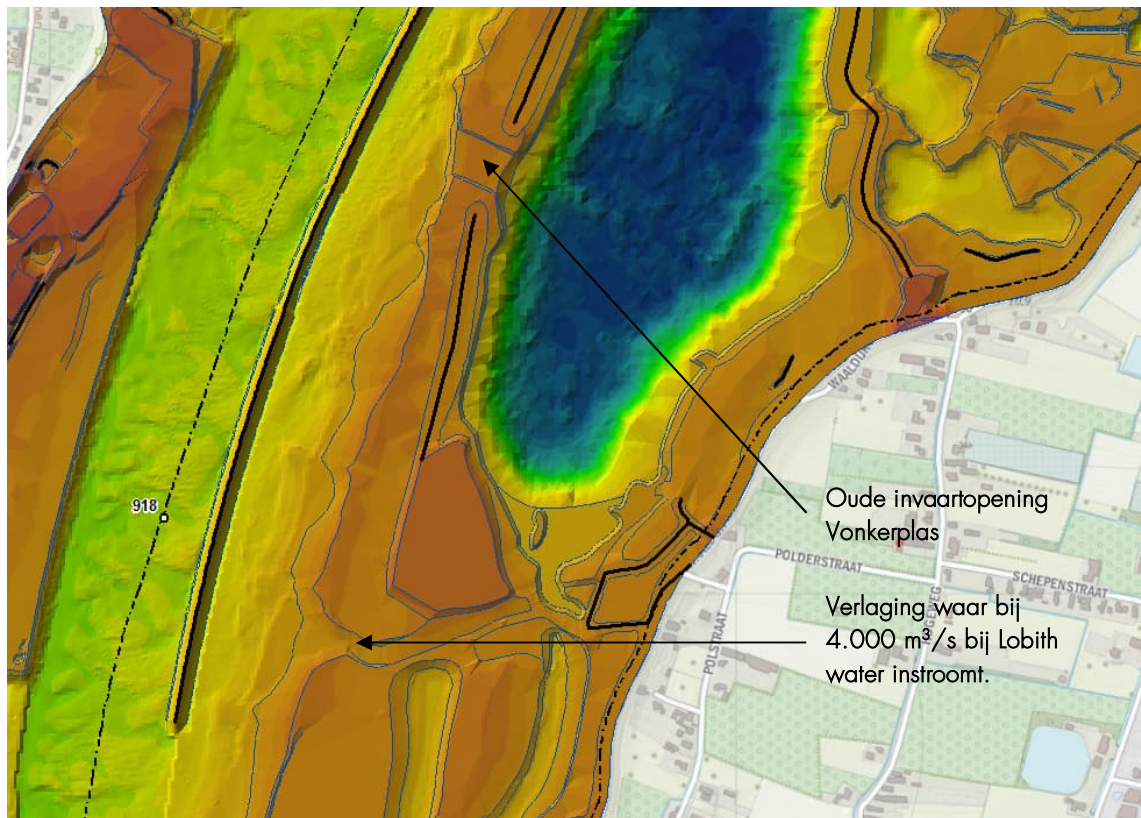 918
Oude invaartopening
Vonkerplas
POLDERSTRAAT
SCHEPENSTRAAT
Verlaging waar bij
4.000 m³/s bij Lobith
water instroomt.
POLSTRAAT